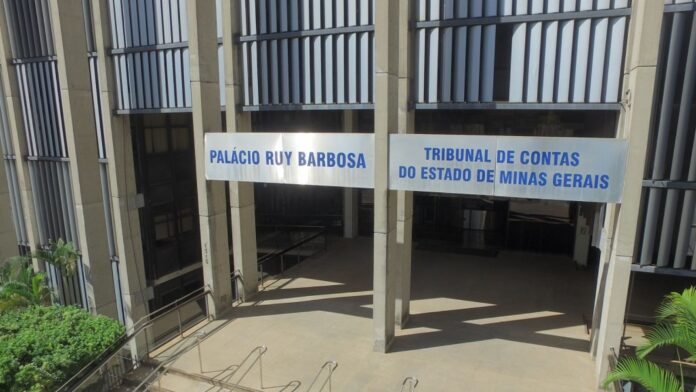 PALÁCIO RUY BARBOSA
TRIBUNAL DE CONTAS
DO ESTADO DE MINAS GERAIS